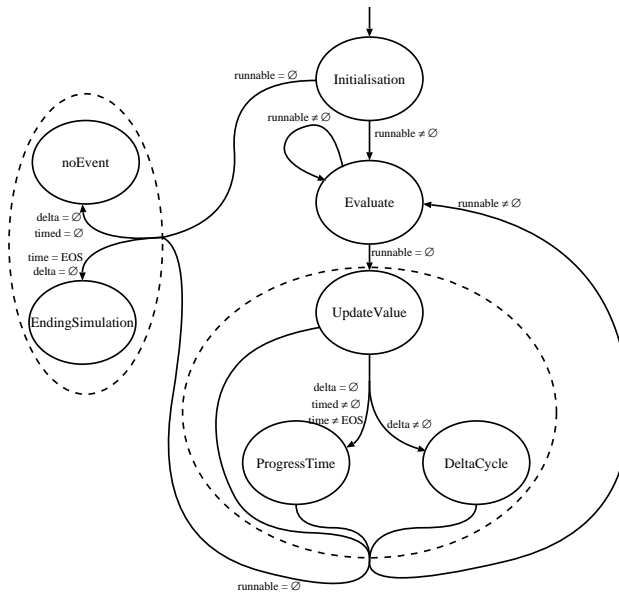 runnable = ∅
Initialisation
runnable ≠ ∅
runnable ≠ ∅
noEvent
Evaluate
runnable ≠ ∅
delta = ∅
timed = ∅
runnable = ∅
time = EOS
delta = ∅
EndingSimulation
UpdateValue
delta = ∅
timed ≠ ∅
time ≠ EOS
delta ≠ ∅
ProgressTime
DeltaCycle
runnable = ∅